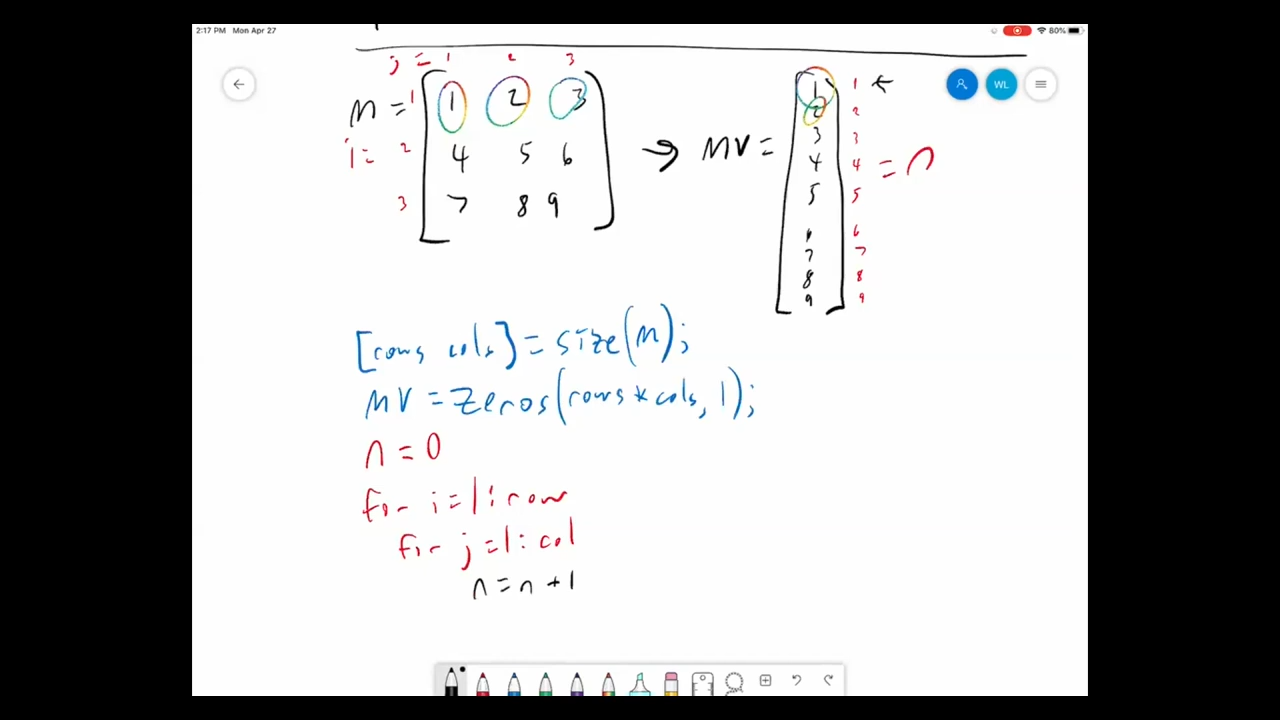 2:17 PM Mon Apr 27
80%
WL
j = 1 2 3
M = 1 [1 2 3] → MV = [1 1 ←
2 2
3 3
i = 2 4 5 6
4 4 = n
5 5
3 7 8 9
6 6
7 7
8 8
9] 9
[rows cols] = size(M);
MV = zeros(rows*cols, 1);
n = 0
for i = 1:row
for j = 1:col
n = n + 1